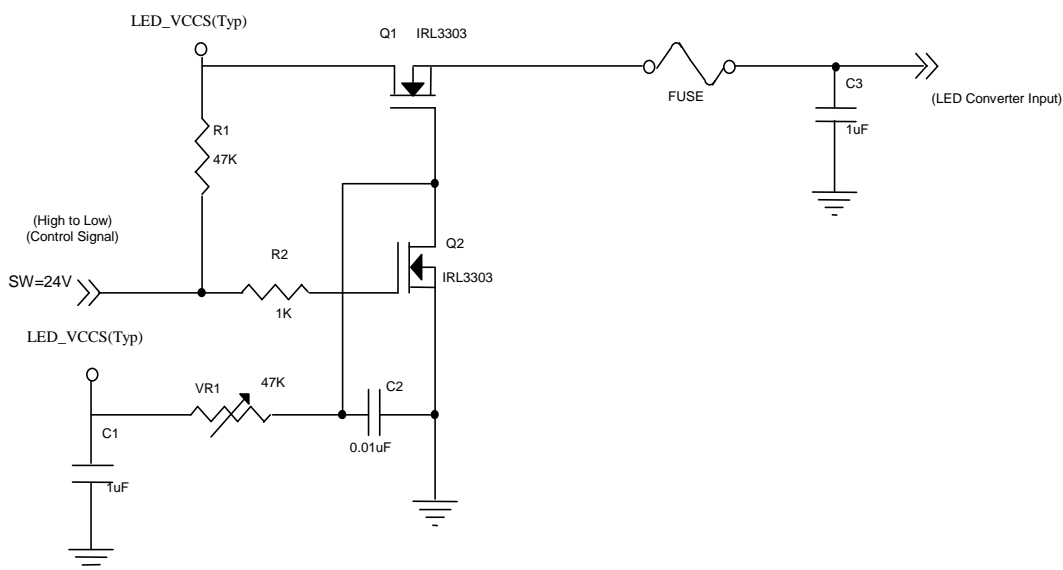 LED_VCCS(Typ)
Q1 IRL3303
FUSE
C3
1uF
(LED Converter Input)
R1
47K
(High to Low)
(Control Signal)
SW=24V
R2
1K
Q2
IRL3303
LED_VCCS(Typ)
VR1
47K
C2
0.01uF
C1
1uF